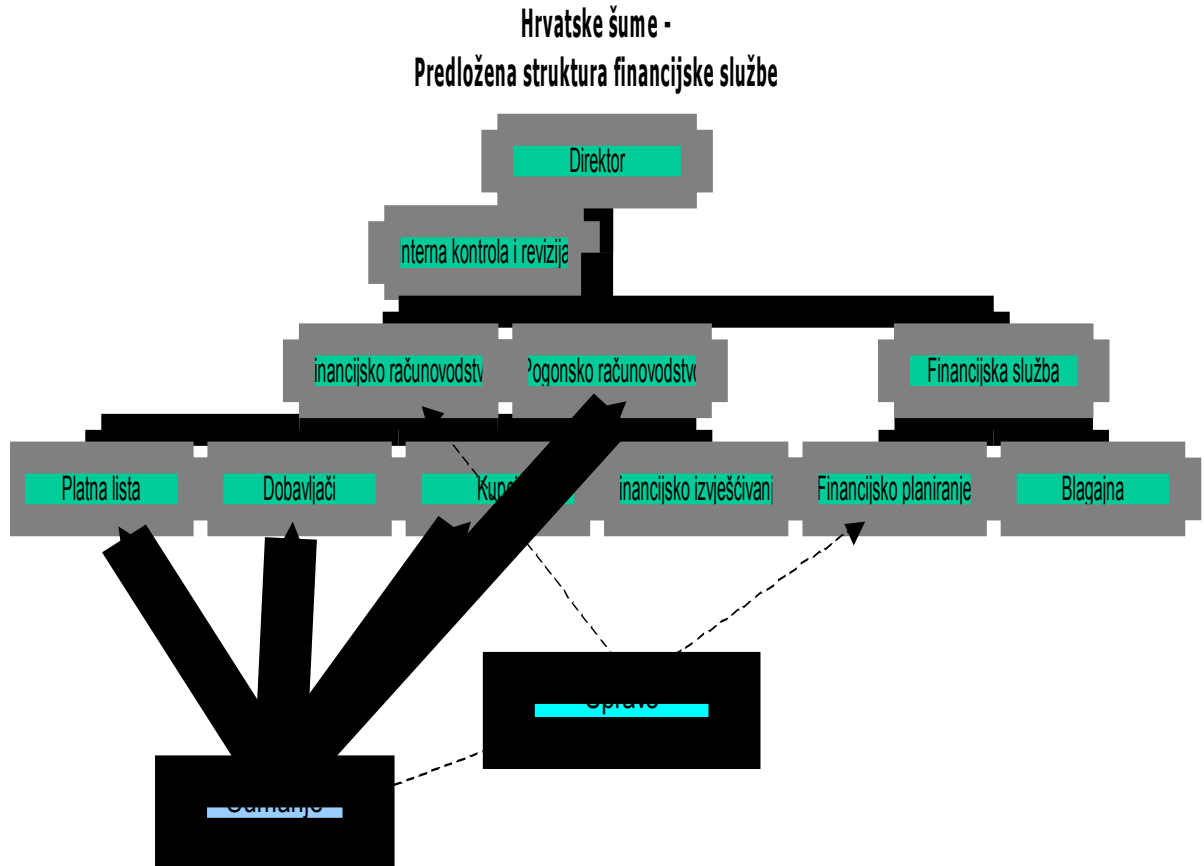 Hrvatske šume -
Predložena struktura financijske službe
Direktor
nterna kontrola i revizija
inancijsko računovodstv
Pogonsko računovodstvo
Financijska služba
Platna lista
Dobavljači
Kupci
inancijsko izvješćivanj
Financijsko planiranje
Blagajna